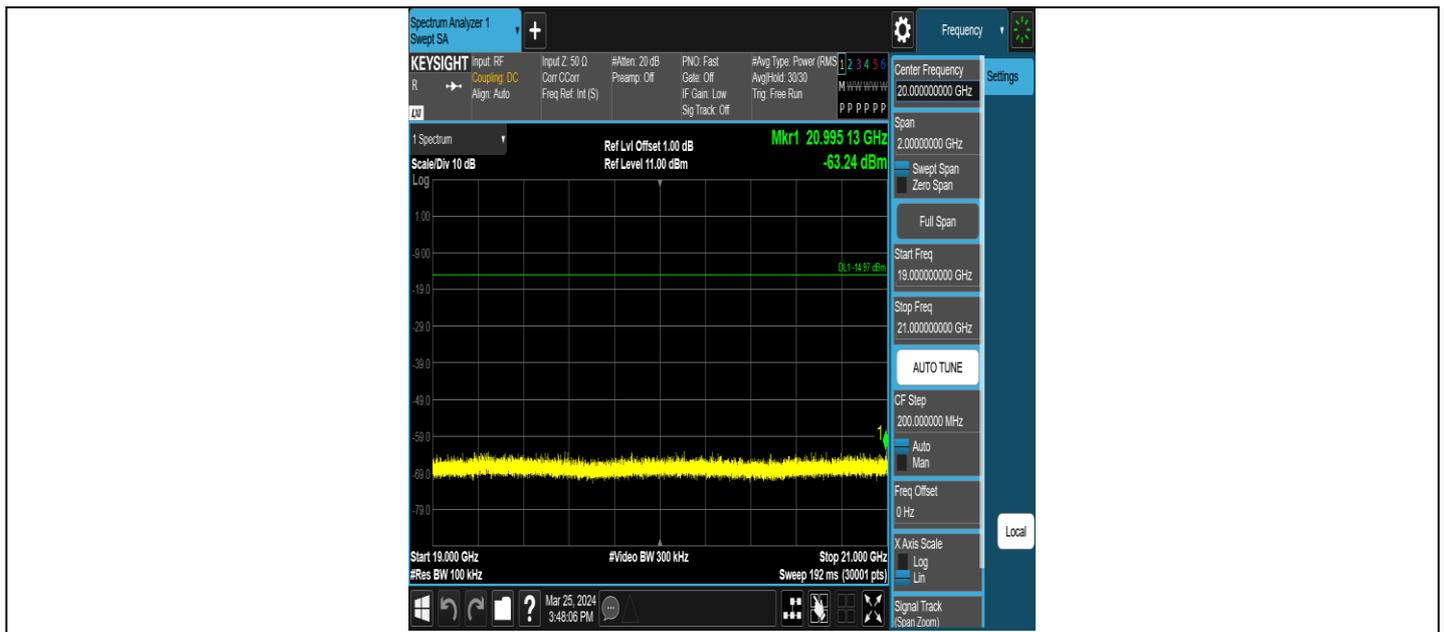 Spectrum Analyzer 1
Swept SA
+
Frequency
KEYSIGHT
R
LXI
Input: RF
Coupling: DC
Align: Auto
Input Z: 50 Ω
Corr CCorr
Freq Ref: Int (S)
#Atten: 20 dB
Preamp: Off
PNO: Fast
Gate: Off
IF Gain: Low
Sig Track: Off
#Avg Type: Power (RMS
Avg|Hold: 30/30
Trig: Free Run
1 2 3 4 5 6
M W W W W W
P P P P P P
1 Spectrum
Scale/Div 10 dB
Log
Ref Lvl Offset 1.00 dB
Ref Level 11.00 dBm
Mkr1 20.995 13 GHz
-63.24 dBm
1.00
-9.00
DL1 -14.97 dBm
-19.0
-29.0
-39.0
-49.0
-59.0
1
-69.0
-79.0
Start 19.000 GHz
#Video BW 300 kHz
Stop 21.000 GHz
#Res BW 100 kHz
Sweep 192 ms (30001 pts)
Mar 25, 2024
3:48:06 PM
?
Center Frequency
20.000000000 GHz
Settings
Span
2.00000000 GHz
Swept Span
Zero Span
Full Span
Start Freq
19.000000000 GHz
Stop Freq
21.000000000 GHz
AUTO TUNE
CF Step
200.000000 MHz
Auto
Man
Freq Offset
0 Hz
X Axis Scale
Log
Lin
Local
Signal Track
(Span Zoom)